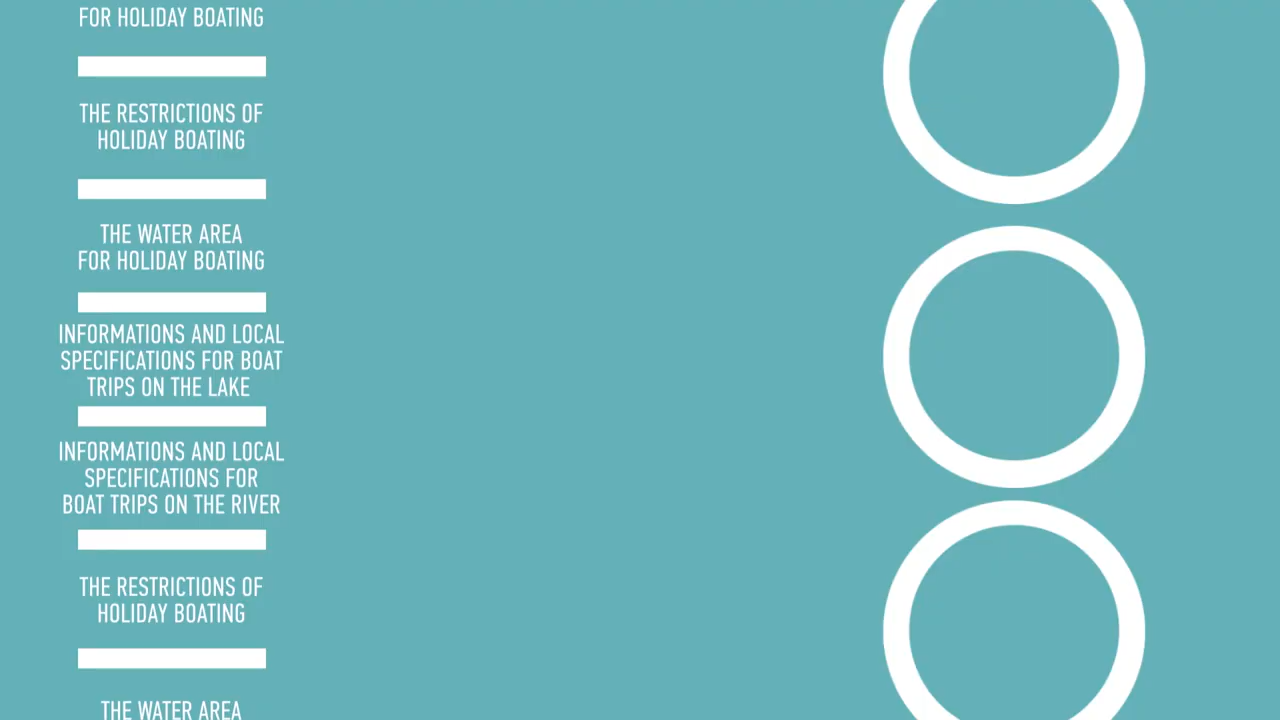 FOR HOLIDAY BOATING
THE RESTRICTIONS OF
HOLIDAY BOATING
THE WATER AREA
FOR HOLIDAY BOATING
INFORMATIONS AND LOCAL
SPECIFICATIONS FOR BOAT
TRIPS ON THE LAKE
INFORMATIONS AND LOCAL
SPECIFICATIONS FOR
BOAT TRIPS ON THE RIVER
THE RESTRICTIONS OF
HOLIDAY BOATING
THE WATER AREA